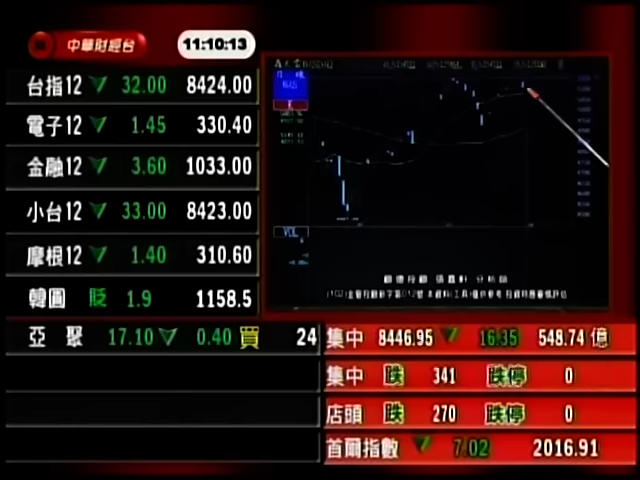 中華財經台 11:10:13
台指12 32.00 8424.00
電子12 1.45 330.40
金融12 3.60 1033.00
小台12 33.00 8423.00
摩根12 1.40 310.60
韓圓 貶 1.9 1158.5
VOL
亞聚 17.10 0.40 買 24
集中 8446.95 16.35 548.74 億
集中 跌 341 跌停 0
店頭 跌 270 跌停 0
首爾指數 7.02 2016.91